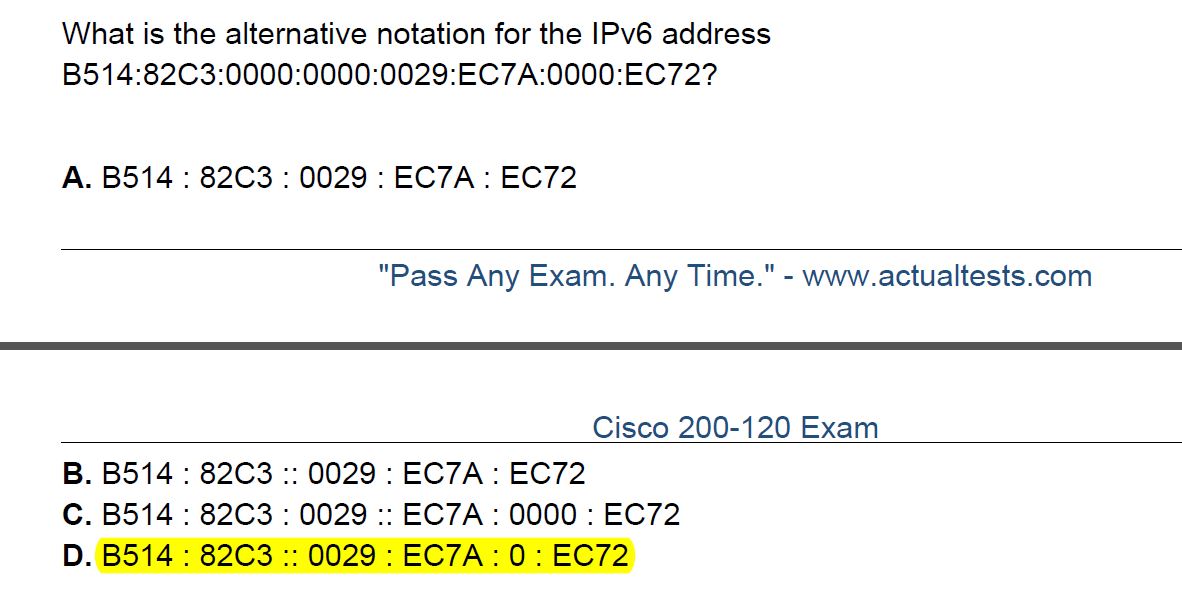 What is the alternative notation for the IPv6 address
B514:82C3:0000:0000:0029:EC7A:0000:EC72?
A. B514 : 82C3 : 0029 : EC7A : EC72
"Pass Any Exam. Any Time." - www.actualtests.com
Cisco 200-120 Exam
B. B514 : 82C3 :: 0029 : EC7A : EC72
C. B514 : 82C3 : 0029 :: EC7A : 0000 : EC72
D. B514 : 82C3 :: 0029 : EC7A : 0 : EC72